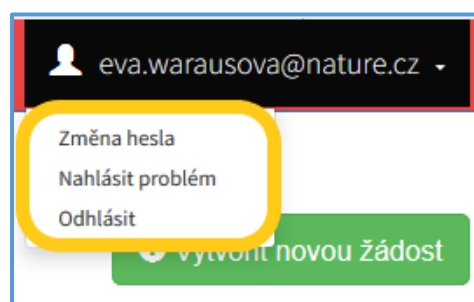 eva.warausova@nature.cz
Změna hesla
Nahlásit problém
Odhlásit
Vytvořit novou žádost